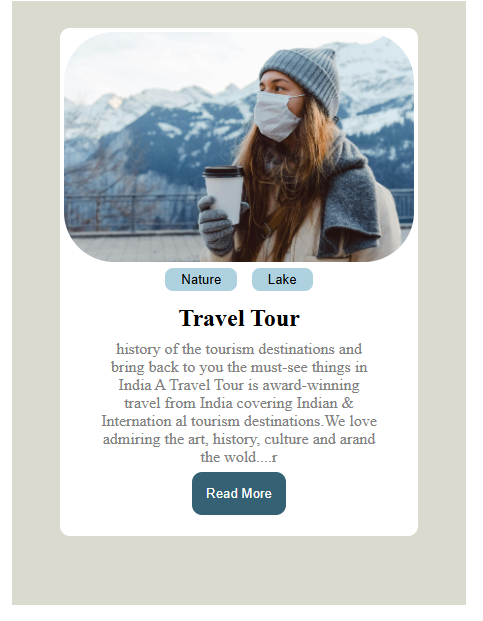 Nature Lake
Travel Tour
history of the tourism destinations and
bring back to you the must-see things in
India A Travel Tour is award-winning
travel from India covering Indian &
Internation al tourism destinations.We love
admiring the art, history, culture and arand
the wold....r
Read More